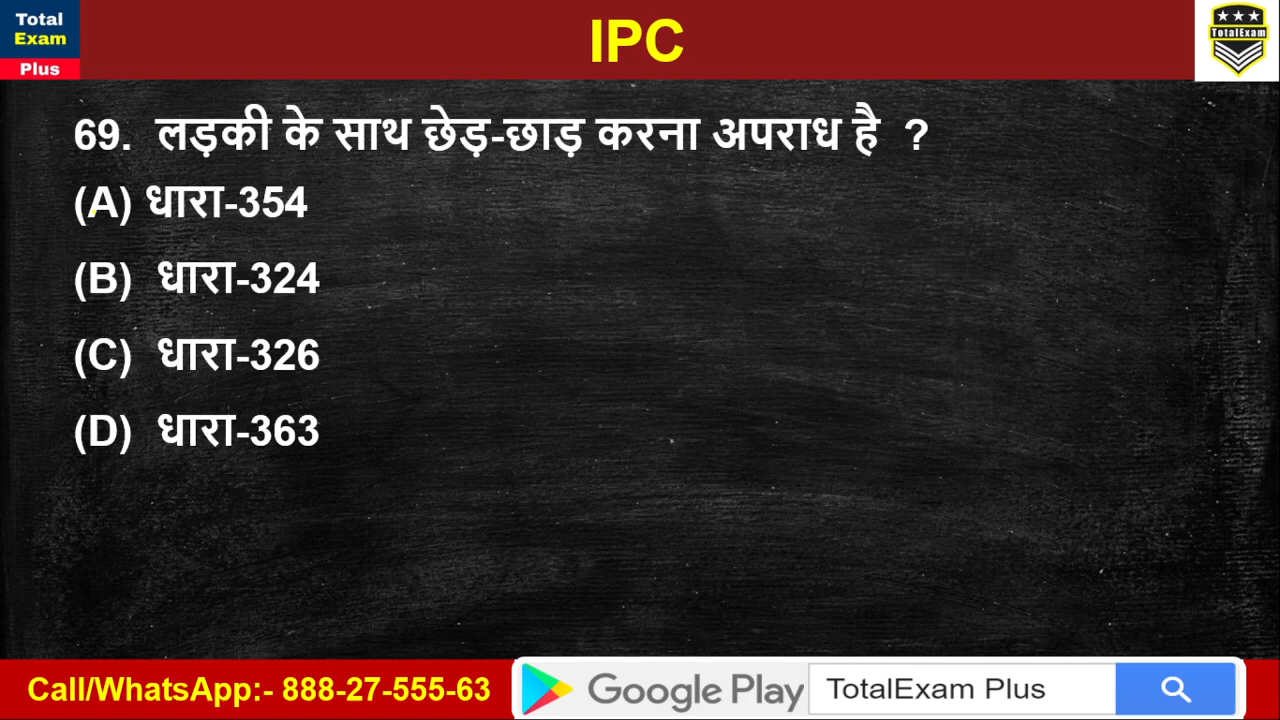 Total
Exam
Plus
IPC
TotalExam
69. लड़की के साथ छेड़-छाड़ करना अपराध है ?
(A) धारा-354
(B) धारा-324
(C) धारा-326
(D) धारा-363
Call/WhatsApp:- 888-27-555-63
Google Play
TotalExam Plus